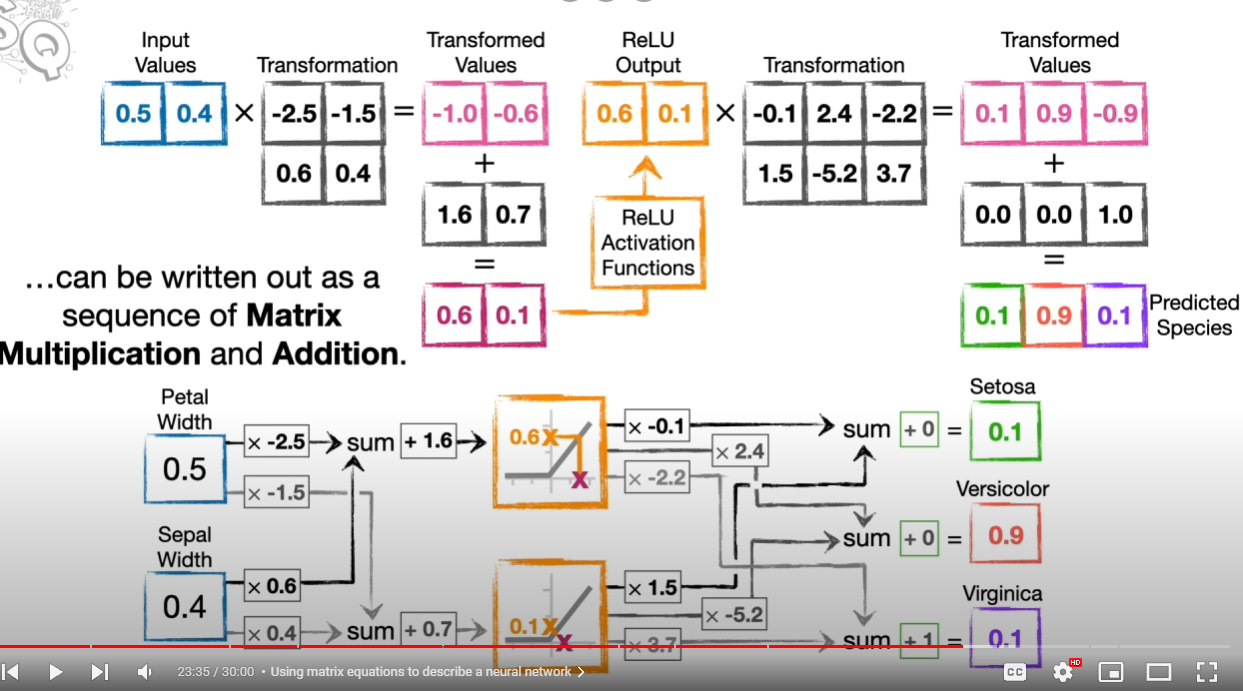 Input
Values
Transformation
Transformed
Values
ReLU
Output
Transformation
Transformed
Values
0.5 0.4 × -2.5 -1.5 = -1.0 -0.6
0.6 0.1 × -0.1 2.4 -2.2 = 0.1 0.9 -0.9
0.6 0.4
+
1.5 -5.2 3.7
+
1.6 0.7
ReLU
Activation
Functions
0.0 0.0 1.0
=
=
…can be written out as a
sequence of Matrix
Multiplication and Addition.
0.6 0.1
0.1 0.9 0.1
Predicted
Species
Petal
Width
0.5
× -2.5
sum
+ 1.6
0.6
× -0.1
sum + 0 =
Setosa
0.1
× -1.5
× 2.4
× -2.2
Versicolor
sum + 0 = 0.9
Sepal
Width
0.4
× 0.6
× 0.4
sum
+ 0.7
0.1
× 1.5
× -5.2
× 3.7
Virginica
sum + 1 = 0.1
23:35 / 30:00 • Using matrix equations to describe a neural network
CC
HD